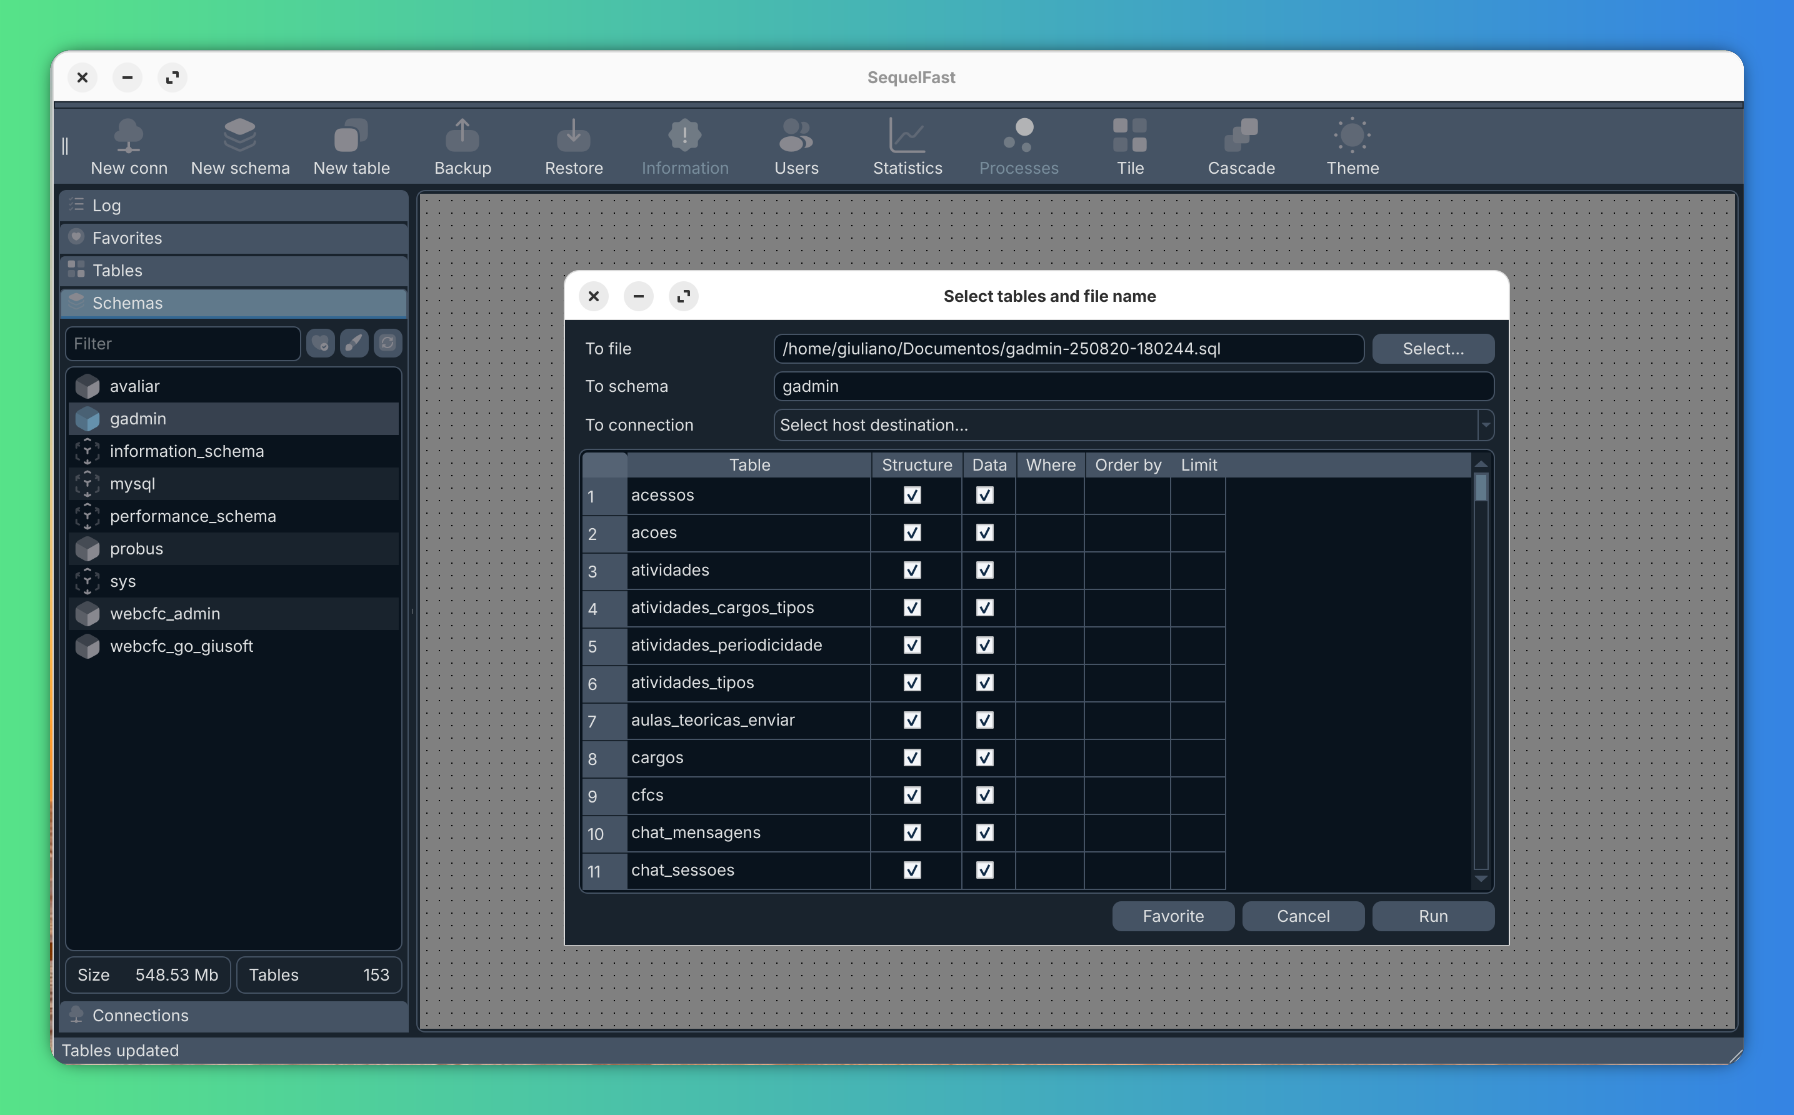 SequelFast
New conn
New schema
New table
Backup
Restore
Information
Users
Statistics
Processes
Tile
Cascade
Theme
Log
Favorites
Tables
Schemas
Filter
avaliar
gadmin
information_schema
mysql
performance_schema
probus
sys
webcfc_admin
webcfc_go_giusoft
Size 548.53 Mb
Tables 153
Connections
Tables updated
Select tables and file name
To file /home/giuliano/Documentos/gadmin-250820-180244.sql Select...
To schema gadmin
To connection Select host destination...
Table Structure Data Where Order by Limit
1 acessos
2 acoes
3 atividades
4 atividades_cargos_tipos
5 atividades_periodicidade
6 atividades_tipos
7 aulas_teoricas_enviar
8 cargos
9 cfcs
10 chat_mensagens
11 chat_sessoes
Favorite Cancel Run